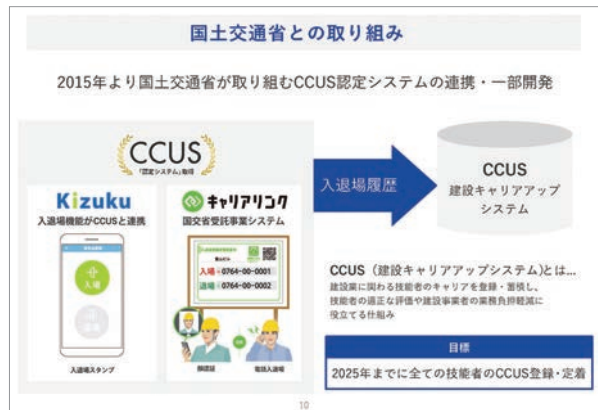 国土交通省との取り組み
2015年より国土交通省が取り組むCCUS認定システムの連携・一部開発
CCUS
「認定システム」取得
Kizuku
入退場機能がCCUSと連携
入場
入退場スタンプ
キャリアリンク
国交省受託事業システム
入場：0764-00-0001
退場：0764-00-0002
顔認証
電話入退場
入退場履歴
CCUS
建設キャリアアップ
システム
CCUS（建設キャリアアップシステム)とは...
建設業に関わる技能者のキャリアを登録・蓄積し、
技能者の適正な評価や建設事業者の業務負担軽減に
役立てる仕組み
目標
2025年までに全ての技能者のCCUS登録・定着
10